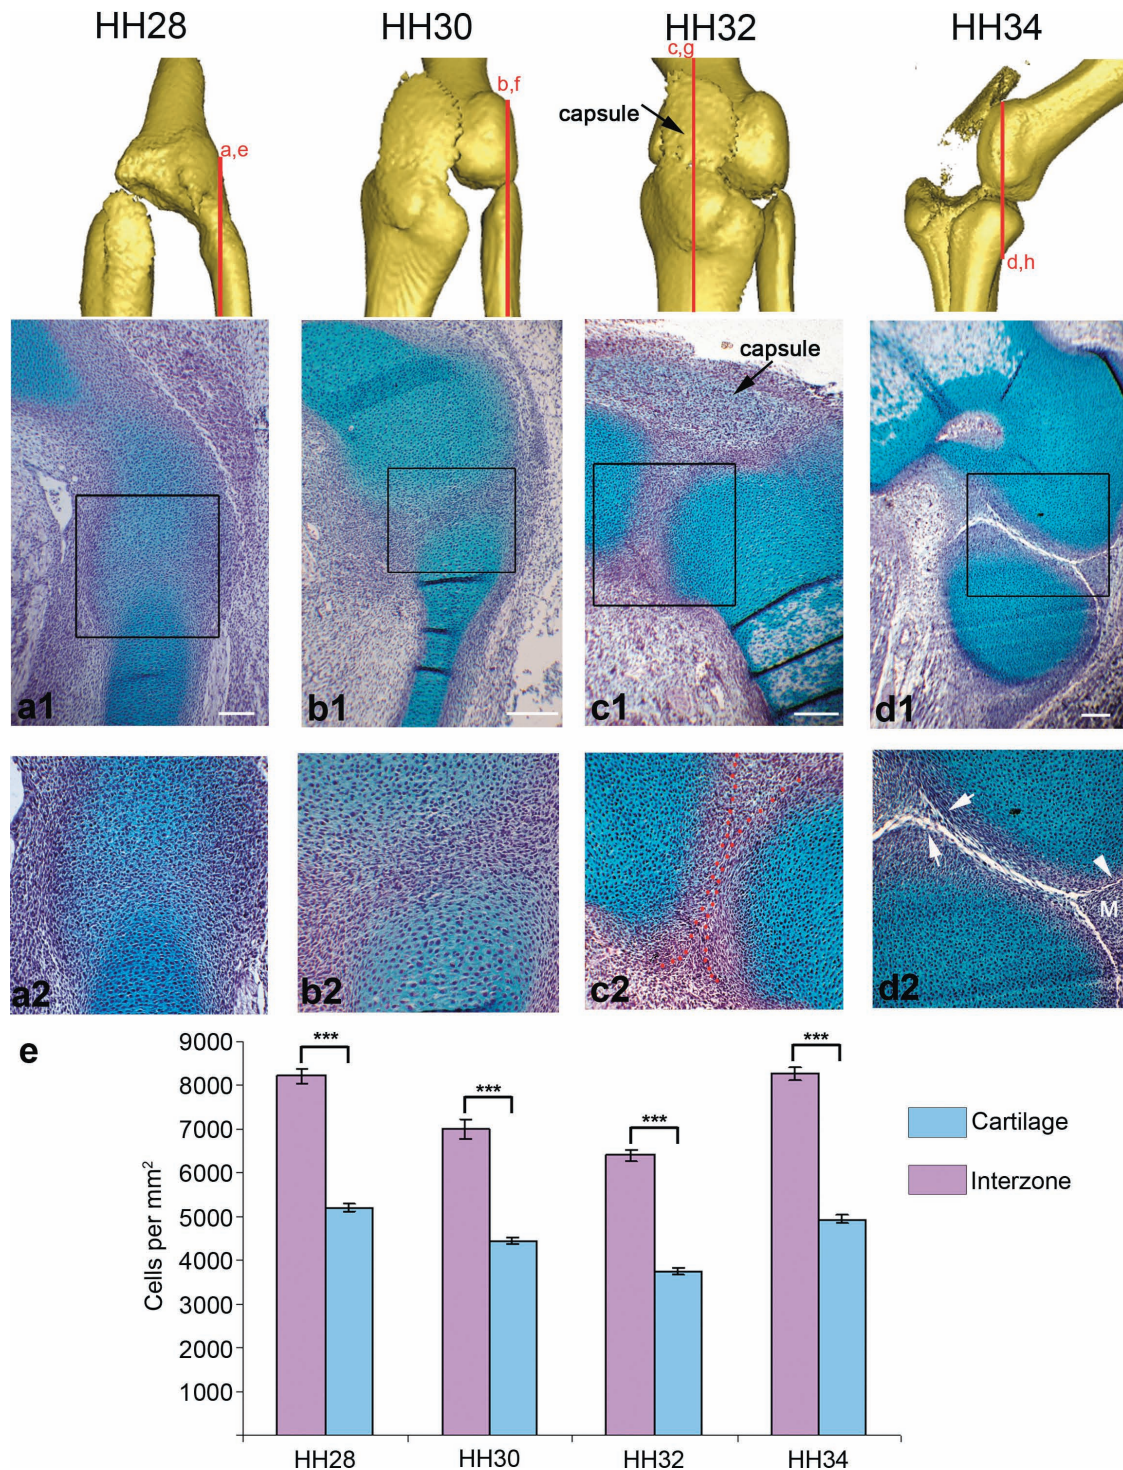 HH28 HH30 HH32 HH34
a,e
b,f
c,g
capsule
d,h
capsule
a1 b1 c1 d1
M
a2 b2 c2 d2
e
9000
8000
7000
6000
5000
4000
3000
2000
1000
Cells per mm²
***
***
***
***
Cartilage
Interzone
HH28 HH30 HH32 HH34